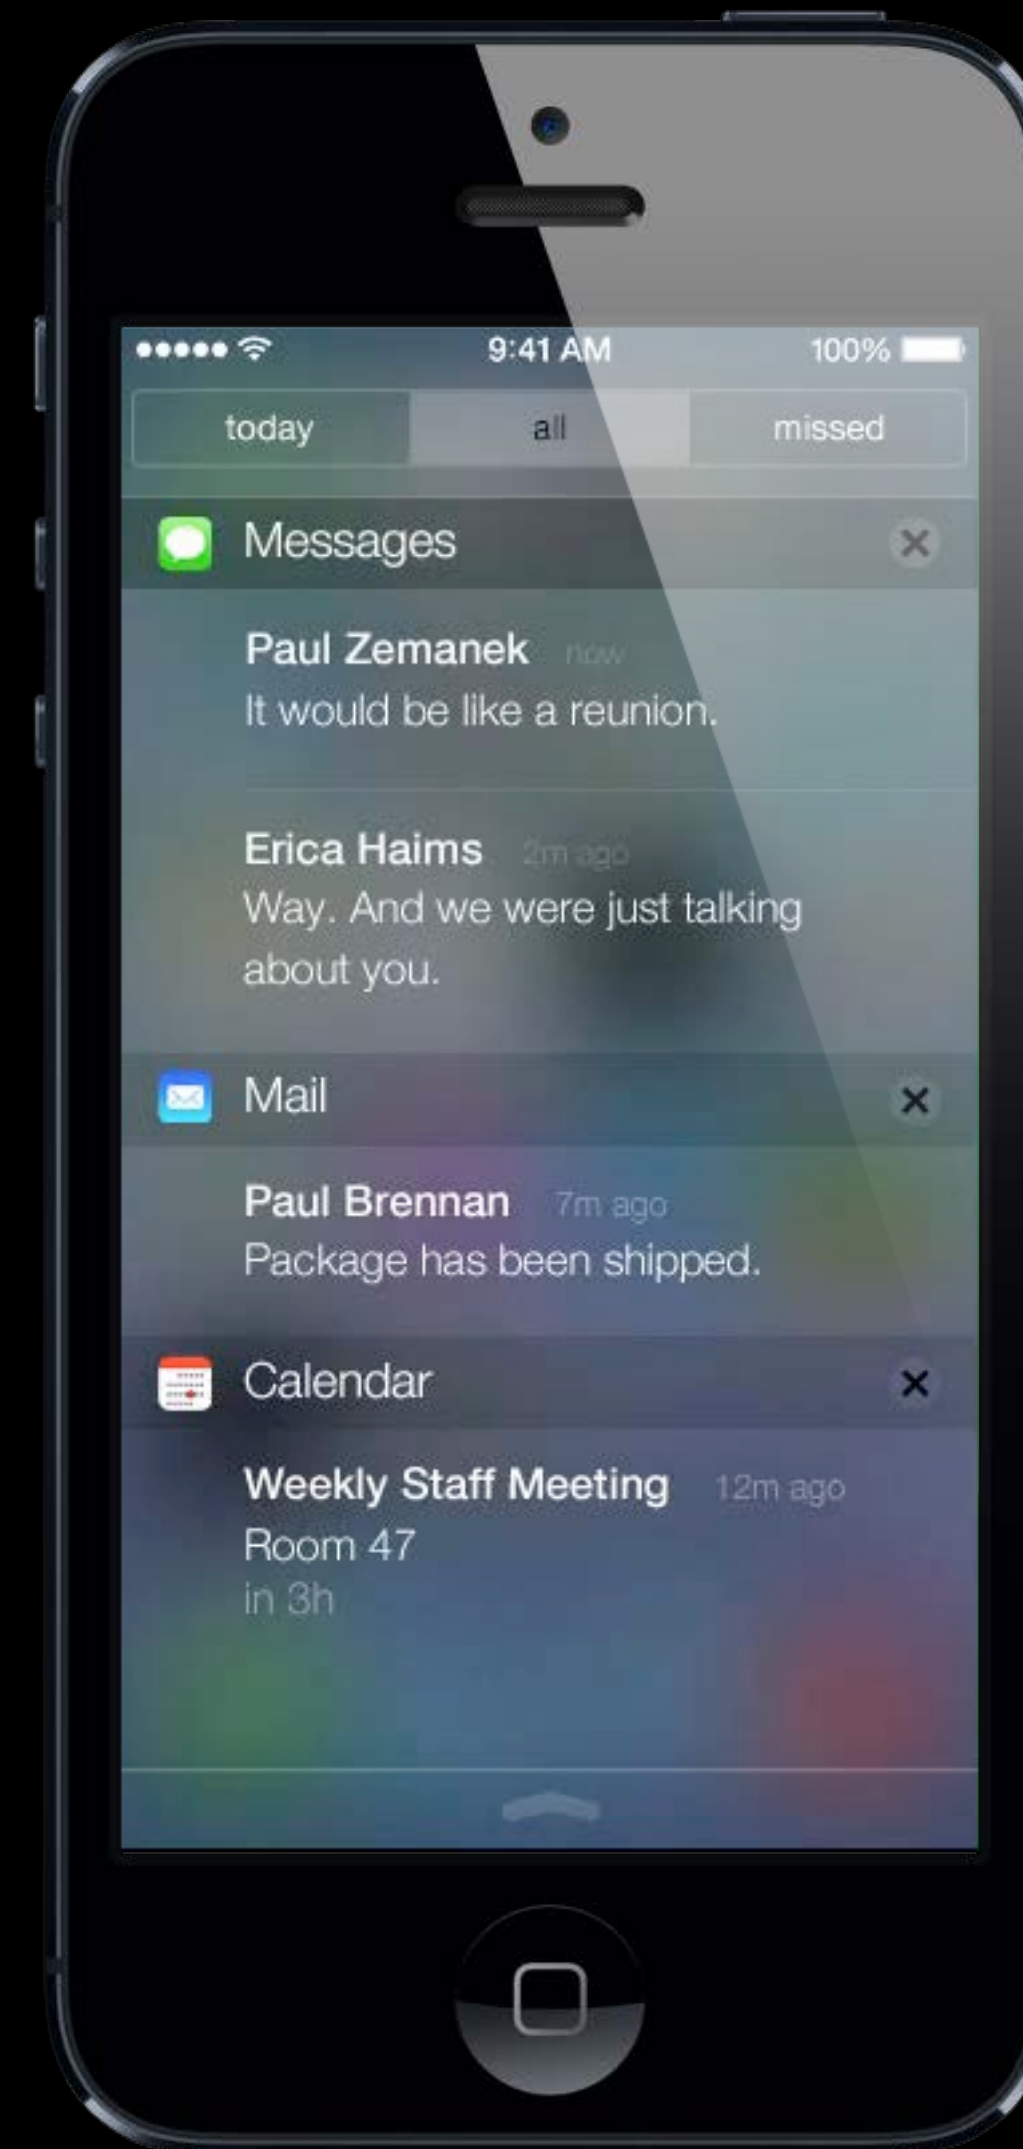 9:41 AM 100%
today all missed
Messages
Paul Zemanek now
It would be like a reunion.
Erica Haims 2m ago
Way. And we were just talking
about you.
Mail
Paul Brennan 7m ago
Package has been shipped.
Calendar
Weekly Staff Meeting 12m ago
Room 47
in 3h